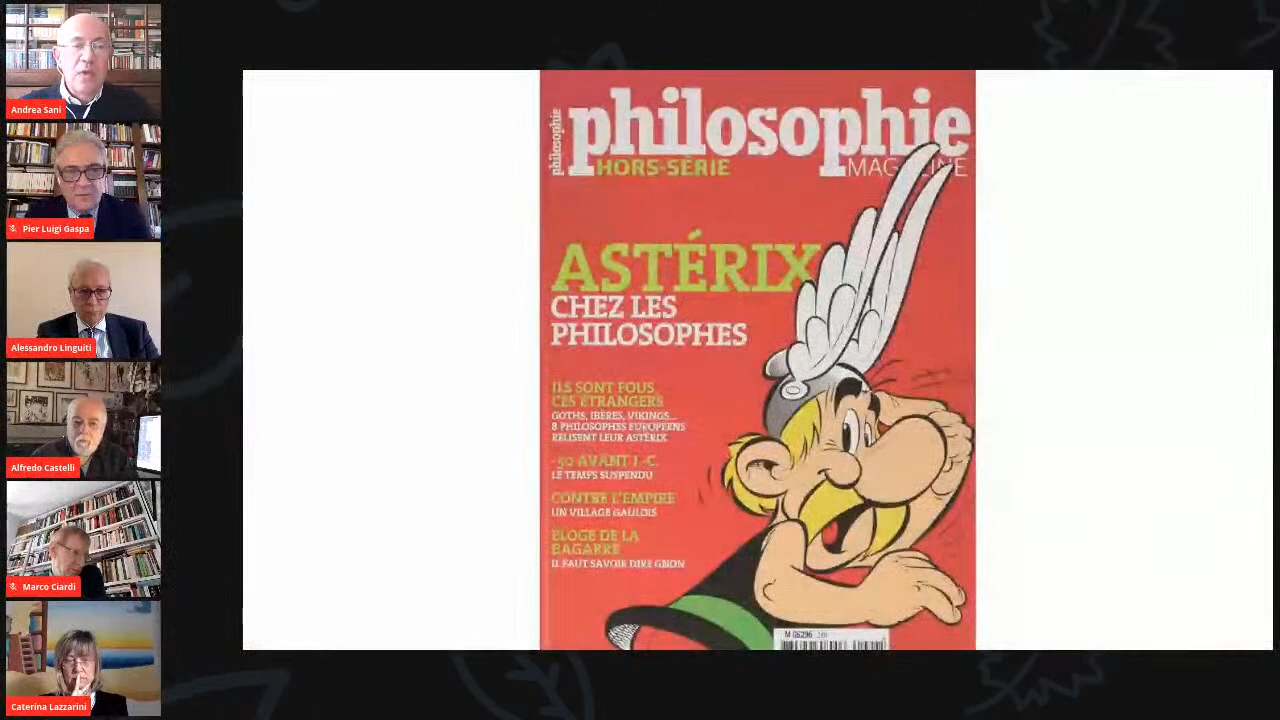 Andrea Sani
Pier Luigi Gaspa
Alessandro Linguiti
Alfredo Castelli
Marco Ciardi
Caterina Lazzarini
philosophie
philosophie
HORS-SÉRIE
MAGAZINE
ASTÉRIX
CHEZ LES
PHILOSOPHES
ILS SONT FOUS
CES ÉTRANGERS
GOTHS, IBÈRES, VIKINGS...
8 PHILOSOPHES EUROPÉENS
RELISENT LEUR ASTÉRIX
-50 AVANT J.-C.
LE TEMPS SUSPENDU
CONTRE L'EMPIRE
UN VILLAGE GAULOIS
ÉLOGE DE LA
BAGARRE
IL FAUT SAVOIR DIRE GNON
M 06296